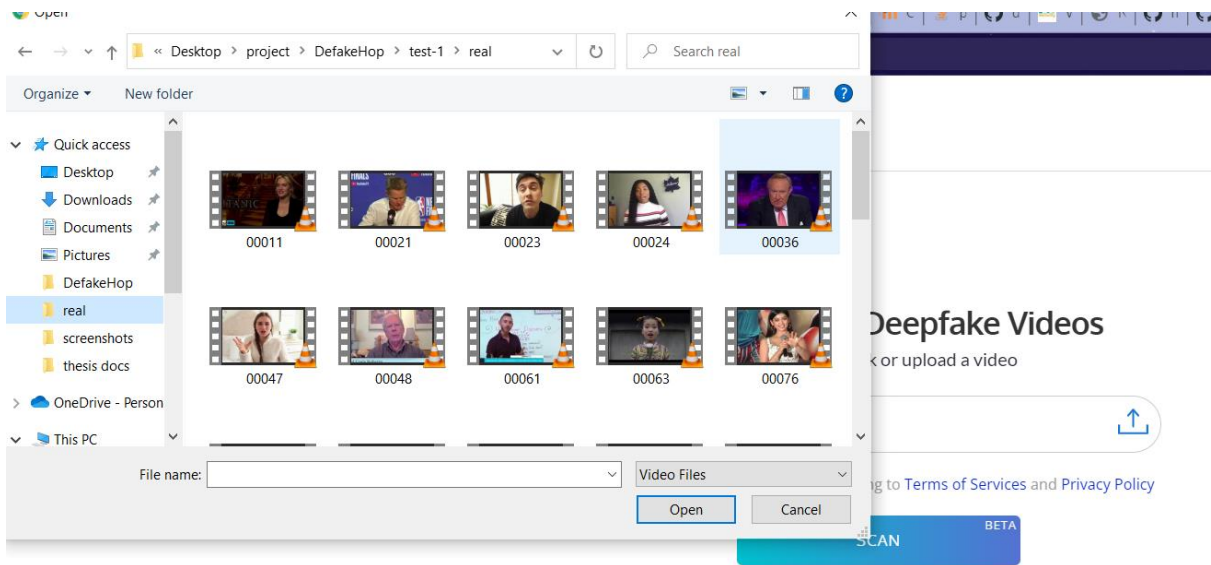 Open
« Desktop > project > DefakeHop > test-1 > real
Search real
Organize
New folder
Quick access
Desktop
Downloads
Documents
Pictures
DefakeHop
real
screenshots
thesis docs
OneDrive - Person
This PC
00011
00021
00023
00024
00036
00047
00048
00061
00063
00076
File name:
Video Files
Open
Cancel
Deepfake Videos
k or upload a video
ng to Terms of Services and Privacy Policy
BETA
SCAN